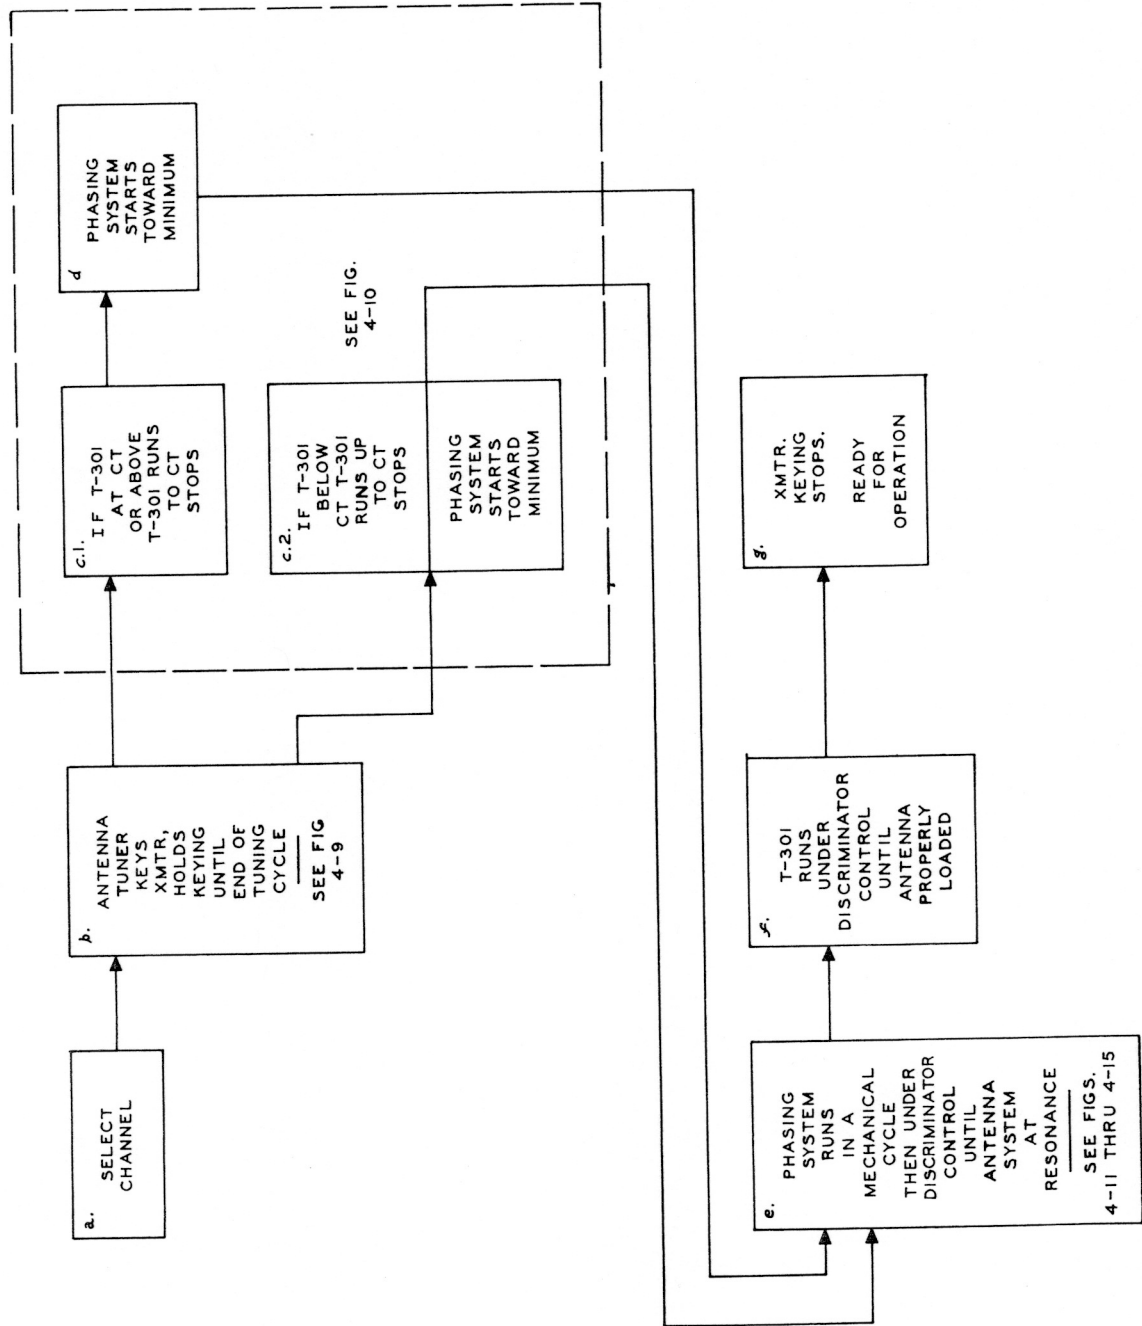 a.
SELECT
CHANNEL
b.
ANTENNA
TUNER
KEYS
XMTR,
HOLDS
KEYING
UNTIL
END OF
TUNING
CYCLE
SEE FIG
4-9
c.1.
IF T-301
AT CT
OR ABOVE
T-301 RUNS
TO CT
STOPS
d
PHASING
SYSTEM
STARTS
TOWARD
MINIMUM
c.2.
IF T-301
BELOW
CT T-301
RUNS UP
TO CT
STOPS
PHASING
SYSTEM
STARTS
TOWARD
MINIMUM
SEE FIG.
4-10
e.
PHASING
SYSTEM
RUNS
IN A
MECHANICAL
CYCLE
THEN UNDER
DISCRIMINATOR
CONTROL
UNTIL
ANTENNA
SYSTEM
AT
RESONANCE
SEE FIGS.
4-11 THRU 4-15
f.
T-301
RUNS
UNDER
DISCRIMINATOR
CONTROL
UNTIL
ANTENNA
PROPERLY
LOADED
g.
XMTR.
KEYING
STOPS.
READY
FOR
OPERATION